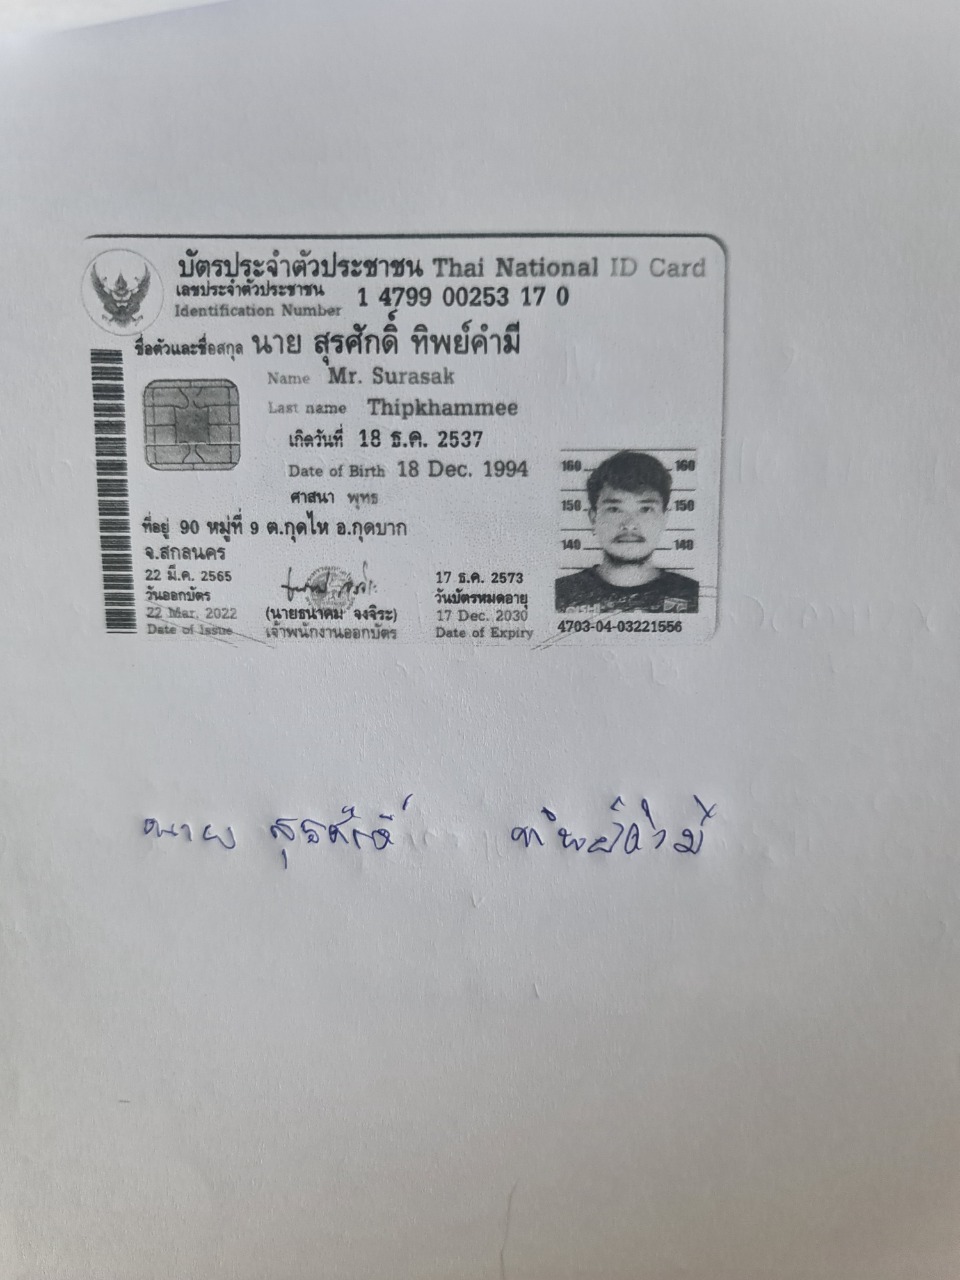 บัตรประจำตัวประชาชน Thai National ID Card
เลขประจำตัวประชาชน
Identification Number 1 4799 00253 17 0
ชื่อตัวและชื่อสกุล นาย สุรศักดิ์ ทิพย์คำมี
Name Mr. Surasak
Last name Thipkhammee
เกิดวันที่ 18 ธ.ค. 2537
Date of Birth 18 Dec. 1994
ศาสนา พุทธ
ที่อยู่ 90 หมู่ที่ 9 ต.กุดไห อ.กุดบาก
จ.สกลนคร
22 มี.ค. 2565
วันออกบัตร
22 Mar. 2022
Date of Issue
(นายธนาคม จงจิระ)
เจ้าพนักงานออกบัตร
17 ธ.ค. 2573
วันบัตรหมดอายุ
17 Dec. 2030
Date of Expiry
160 160
150 150
140 140
4703-04-03221556
นาย สุรศักดิ์ ทิพย์คำมี